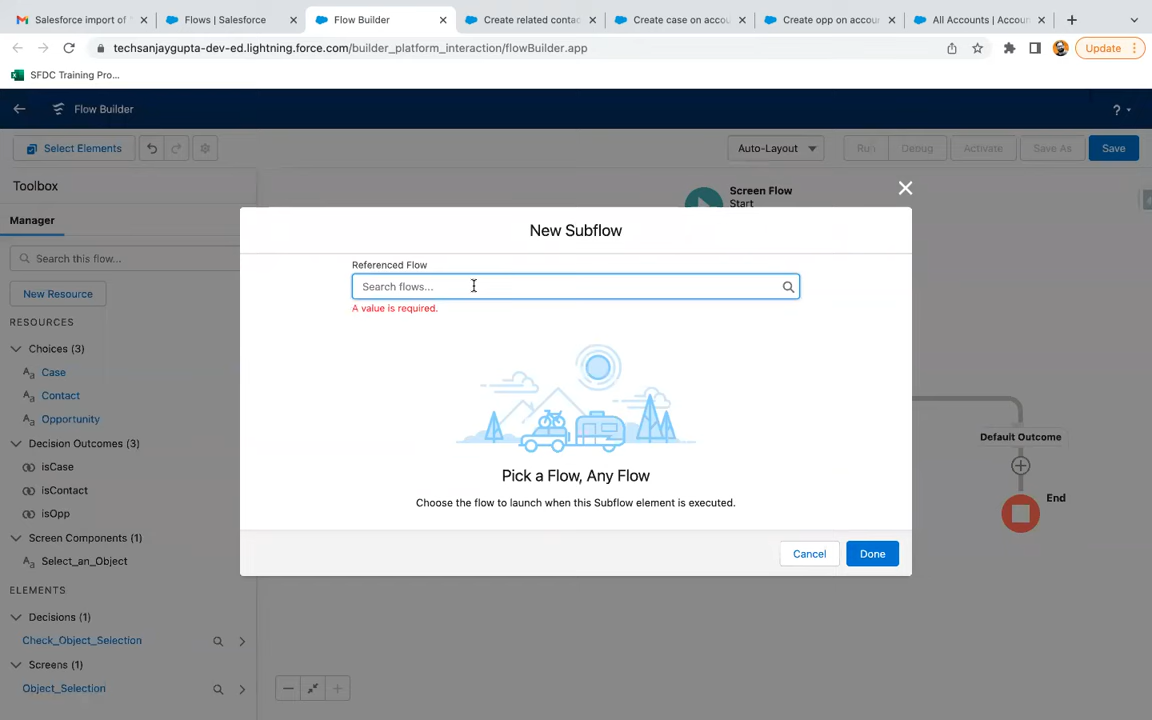 Salesforce import of
Flows | Salesforce
Flow Builder
Create related contac
Create case on accou
Create opp on accoun
All Accounts | Accoun
techsanjaygupta-dev-ed.lightning.force.com/builder_platform_interaction/flowBuilder.app
Update
SFDC Training Pro...
Flow Builder
?
Select Elements
Auto-Layout
Run
Debug
Activate
Save As
Save
Toolbox
Screen Flow
Start
Manager
New Subflow
Search this flow...
Referenced Flow
Search flows...
A value is required.
New Resource
RESOURCES
Choices (3)
Case
Contact
Opportunity
Decision Outcomes (3)
isCase
isContact
isOpp
Default Outcome
End
Pick a Flow, Any Flow
Choose the flow to launch when this Subflow element is executed.
Screen Components (1)
Select_an_Object
Cancel
Done
ELEMENTS
Decisions (1)
Check_Object_Selection
Screens (1)
Object_Selection